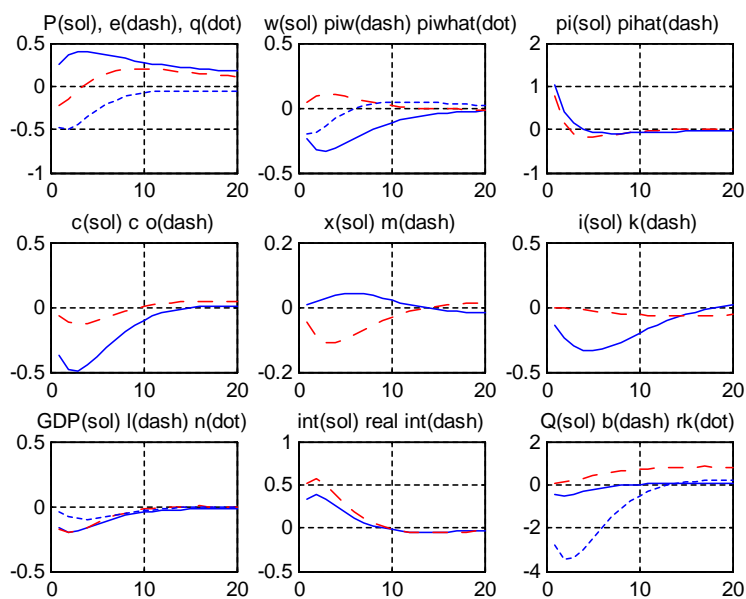 P(sol), e(dash), q(dot)
w(sol) piw(dash) piwhat(dot)
pi(sol) pihat(dash)
0.5
0
-0.5
-1
0 10 20
0.5
0
-0.5
0 10 20
2
1
0
-1
0 10 20
c(sol) c o(dash)
x(sol) m(dash)
i(sol) k(dash)
0.5
0
-0.5
0 10 20
0.2
0
-0.2
0 10 20
0.5
0
-0.5
0 10 20
GDP(sol) l(dash) n(dot)
int(sol) real int(dash)
Q(sol) b(dash) rk(dot)
0.5
0
-0.5
0 10 20
1
0.5
0
-0.5
0 10 20
2
0
-2
-4
0 10 20